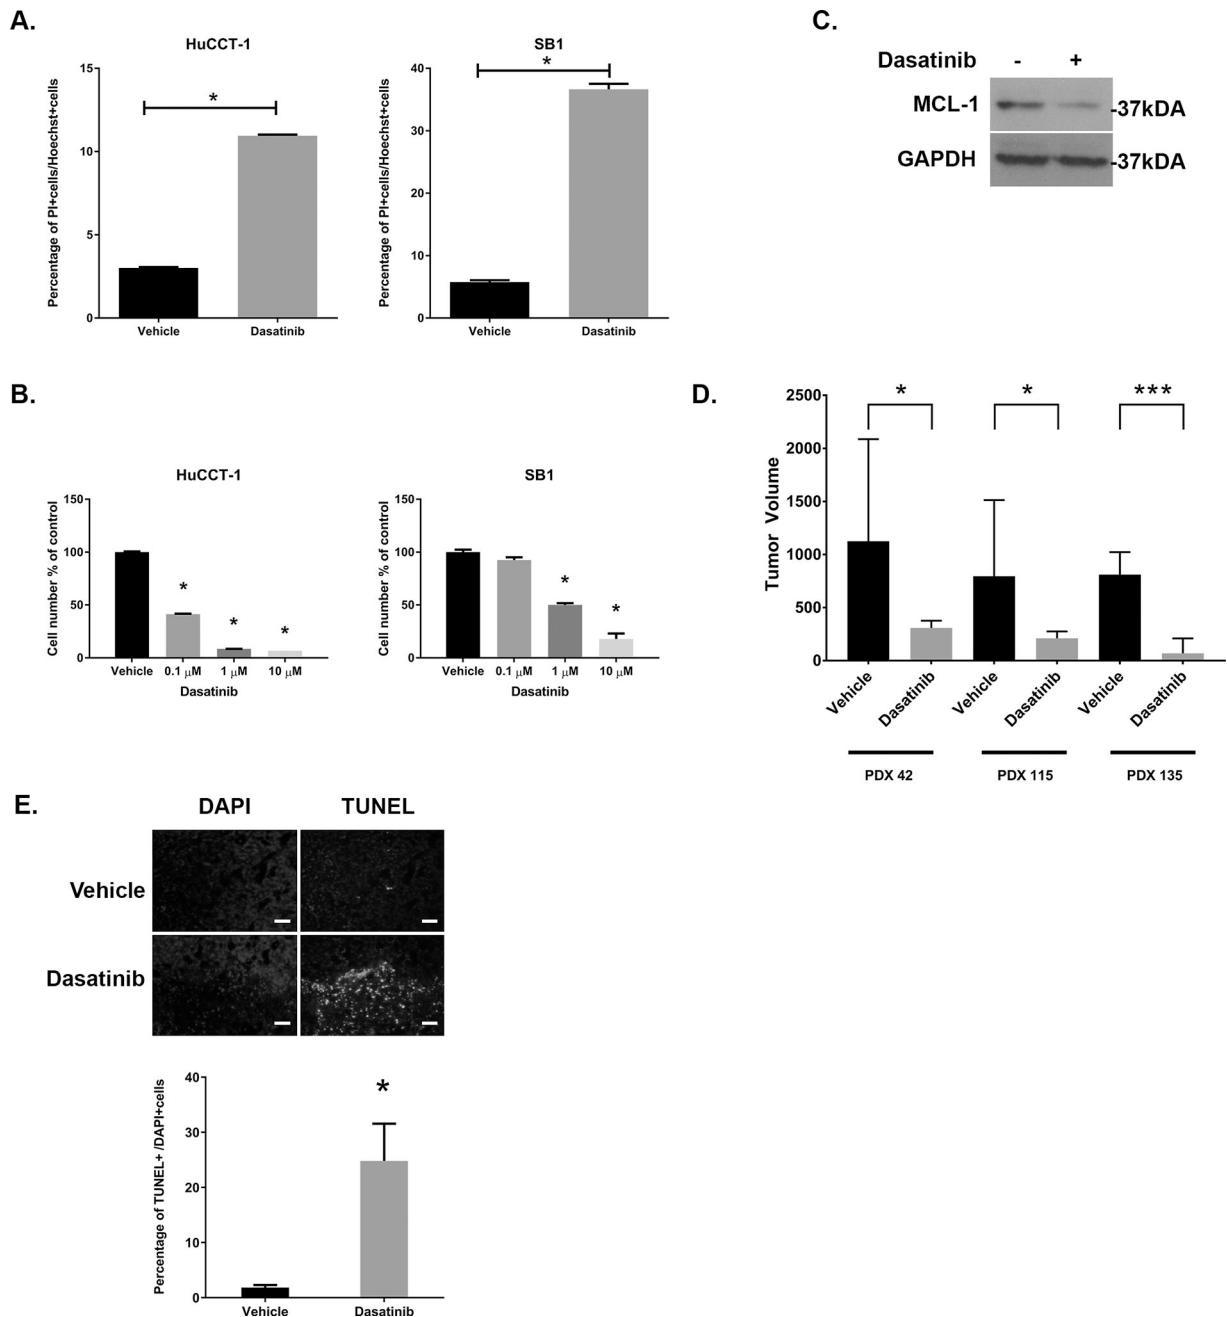 A.
HuCCT-1
Percentage of PI+cells/Hoechst+cells
15
10
5
0
*
Vehicle Dasatinib
SB1
Percentage of PI+cells/Hoechst+cells
40
30
20
10
0
*
Vehicle Dasatinib
C.
Dasatinib - +
MCL-1 -37kDA
GAPDH -37kDA
B.
HuCCT-1
Cell number % of control
150
100
50
0
* * *
Vehicle 0.1 μM 1 μM 10 μM
Dasatinib
SB1
Cell number % of control
150
100
50
0
* *
Vehicle 0.1 μM 1 μM 10 μM
Dasatinib
D.
Tumor Volume
2500
2000
1500
1000
500
0
* * ***
Vehicle Dasatinib Vehicle Dasatinib Vehicle Dasatinib
PDX 42 PDX 115 PDX 135
E.
DAPI TUNEL
Vehicle
Dasatinib
Percentage of TUNEL+ /DAPI+cells
40
30
20
10
0
*
Vehicle Dasatinib